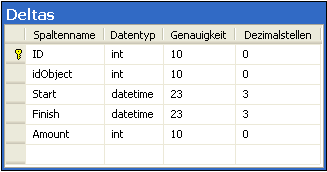 Deltas
Spaltenname Datentyp Genauigkeit Dezimalstellen
ID int 10 0
idObject int 10 0
Start datetime 23 3
Finish datetime 23 3
Amount int 10 0